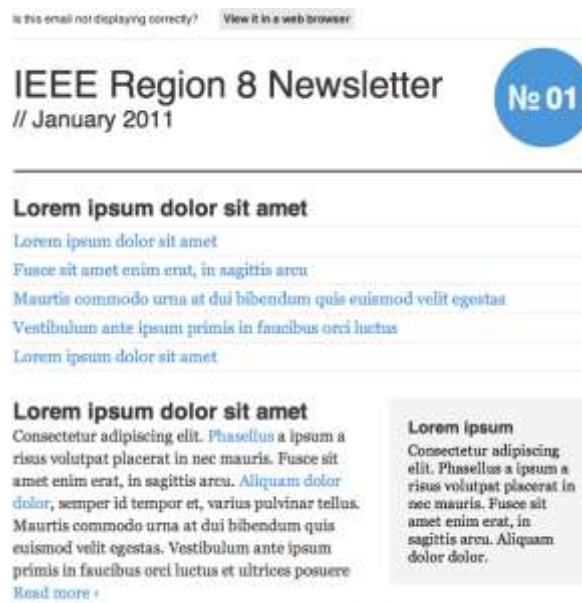 Is this email not displaying correctly? View it in a web browser
IEEE Region 8 Newsletter
// January 2011
№ 01
Lorem ipsum dolor sit amet
Lorem ipsum dolor sit amet
Fusce sit amet enim erat, in sagittis arcu
Maurtis commodo urna at dui bibendum quis euismod velit egestas
Vestibulum ante ipsum primis in faucibus orci luctus
Lorem ipsum dolor sit amet
Lorem ipsum dolor sit amet
Consectetur adipiscing elit. Phasellus a ipsum a
risus volutpat placerat in nec mauris. Fusce sit
amet enim erat, in sagittis arcu. Aliquam dolor
dolor, semper id tempor et, varius pulvinar tellus.
Maurtis commodo urna at dui bibendum quis
euismod velit egestas. Vestibulum ante ipsum
primis in faucibus orci luctus et ultrices posuere
Read more ›
Lorem ipsum
Consectetur adipiscing
elit. Phasellus a ipsum a
risus volutpat placerat in
nec mauris. Fusce sit
amet enim erat, in
sagittis arcu. Aliquam
dolor dolor.